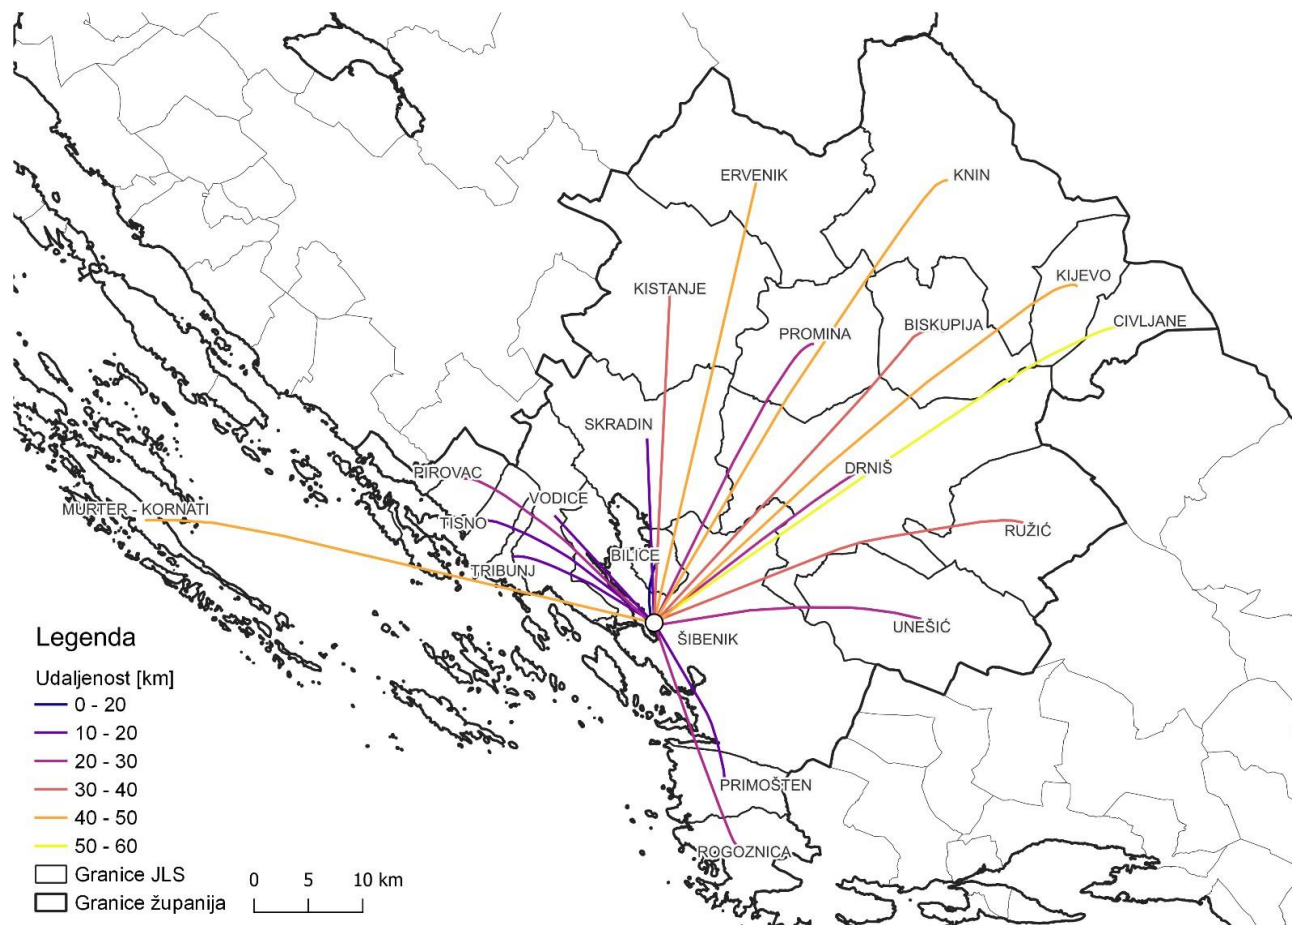 ERVENIK
KNIN
KIJEVO
KISTANJE
CIVLJANE
BISKUPIJA
PROMINA
SKRADIN
DRNIŠ
PIROVAC
VODICE
MURTER - KORNATI
TISNO
RUŽIĆ
BILICE
TRIBUNJ
UNEŠIĆ
ŠIBENIK
PRIMOŠTEN
ROGOZNICA
Legenda
Udaljenost [km]
0 - 20
10 - 20
20 - 30
30 - 40
40 - 50
50 - 60
Granice JLS
Granice županija
0 5 10 km